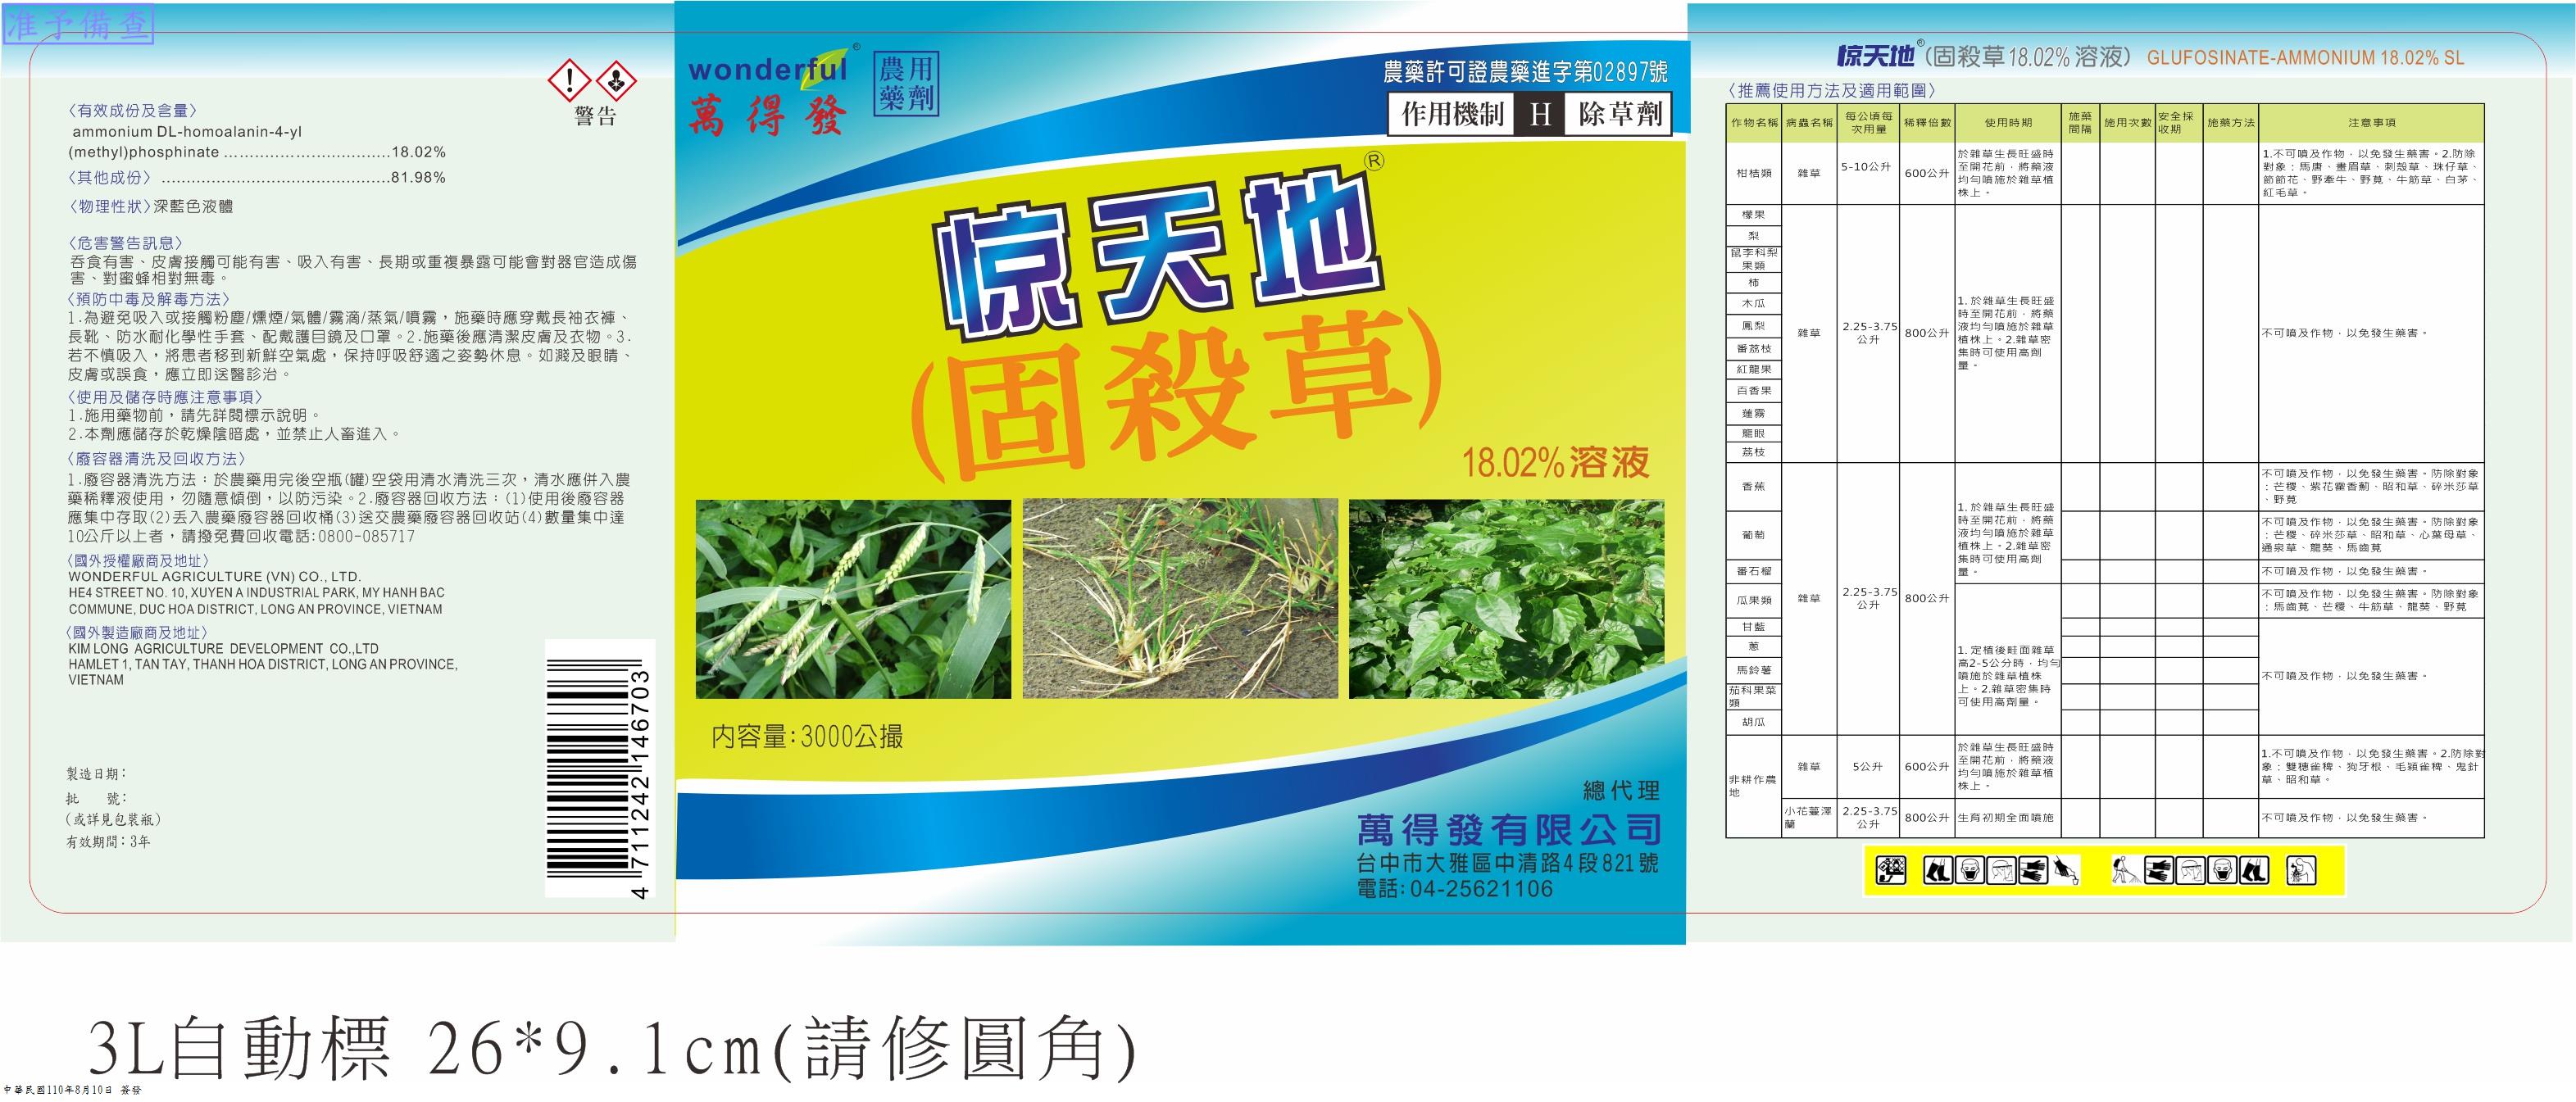 准予備查
警告
〈有效成份及含量〉
ammonium DL-homoalanin-4-yl
(methyl)phosphinate ................................18.02%
〈其他成份〉 ............................................81.98%
〈物理性狀〉深藍色液體
〈危害警告訊息〉
吞食有害、皮膚接觸可能有害、吸入有害、長期或重複暴露可能會對器官造成傷
害、對蜜蜂相對無毒。
〈預防中毒及解毒方法〉
1.為避免吸入或接觸粉塵/燻煙/氣體/霧滴/蒸氣/噴霧，施藥時應穿戴長袖衣褲、
長靴、防水耐化學性手套、配戴護目鏡及口罩。2.施藥後應清潔皮膚及衣物。3.
若不慎吸入，將患者移到新鮮空氣處，保持呼吸舒適之姿勢休息。如濺及眼睛、
皮膚或誤食，應立即送醫診治。
〈使用及儲存時應注意事項〉
1.施用藥物前，請先詳閱標示說明。
2.本劑應儲存於乾燥陰暗處，並禁止人畜進入。
〈廢容器清洗及回收方法〉
1.廢容器清洗方法：於農藥用完後空瓶(罐)空袋用清水清洗三次，清水應併入農
藥稀釋液使用，勿隨意傾倒，以防污染。2.廢容器回收方法：(1)使用後廢容器
應集中存取(2)丟入農藥廢容器回收桶(3)送交農藥廢容器回收站(4)數量集中達
10公斤以上者，請撥免費回收電話:0800-085717
〈國外授權廠商及地址〉
WONDERFUL AGRICULTURE (VN) CO., LTD.
HE4 STREET NO. 10, XUYEN A INDUSTRIAL PARK, MY HANH BAC
COMMUNE, DUC HOA DISTRICT, LONG AN PROVINCE, VIETNAM
〈國外製造廠商及地址〉
KIM LONG AGRICULTURE DEVELOPMENT CO.,LTD
HAMLET 1, TAN TAY, THANH HOA DISTRICT, LONG AN PROVINCE,
VIETNAM
製造日期:
批 號:
(或詳見包裝瓶)
有效期間:3年
4 711242 146703
wonderful®
萬得發
農用
藥劑
農藥許可證農藥進字第02897號
作用機制 H 除草劑
惊天地®
(固殺草)
18.02%溶液
內容量:3000公撮
總代理
萬得發有限公司
台中市大雅區中清路4段821號
電話:04-25621106
惊天地®(固殺草18.02%溶液) GLUFOSINATE-AMMONIUM 18.02% SL
〈推薦使用方法及適用範圍〉
作物名稱 病蟲名稱 每公頃每次用量 稀釋倍數 使用時期 施藥間隔 施用次數 安全採收期 施藥方法 注意事項
柑桔類 雜草 5-10公升 600公升
於雜草生長旺盛時
至開花前，將藥液
均勻噴施於雜草植
株上。
1.不可噴及作物，以免發生藥害。2.防除
對象：馬唐、畫眉草、刺殼草、珠仔草、
節節花、野牽牛、野莧、牛筋草、白茅、
紅毛草。
檬果
梨
鼠李科梨
果類
柿
木瓜
鳳梨
番荔枝
紅龍果
百香果
蓮霧
龍眼
荔枝
雜草 2.25-3.75公升 800公升
1.於雜草生長旺盛
時至開花前，將藥
液均勻噴施於雜草
植株上。2.雜草密
集時可使用高劑
量。
不可噴及作物，以免發生藥害。
香蕉
不可噴及作物，以免發生藥害。防除對象
：芒稷、紫花霍香薊、昭和草、碎米莎草
、野莧
葡萄
不可噴及作物，以免發生藥害。防除對象
：芒稷、碎米莎草、昭和草、心葉母草、
通泉草、龍葵、馬齒莧
番石榴
不可噴及作物，以免發生藥害。
1.於雜草生長旺盛
時至開花前，將藥
液均勻噴施於雜草
植株上。2.雜草密
集時可使用高劑
量。
雜草 2.25-3.75公升 800公升
瓜果類
不可噴及作物，以免發生藥害。防除對象
：馬齒莧、芒稷、牛筋草、龍葵、野莧
甘藍
蔥
馬鈴薯
茄科果菜
類
胡瓜
1.定植後畦面雜草
高2-5公分時，均勻
噴施於雜草植株
上。2.雜草密集時
可使用高劑量。
不可噴及作物，以免發生藥害。
非耕作農
地
雜草 5公升 600公升
於雜草生長旺盛時
至開花前，將藥液
均勻噴施於雜草植
株上。
1.不可噴及作物，以免發生藥害。2.防除對
象：雙穗雀稗、狗牙根、毛穎雀稗、鬼針
草、昭和草。
小花蔓澤
蘭
2.25-3.75公升 800公升 生育初期全面噴施 不可噴及作物，以免發生藥害。
3L自動標 26*9.1cm(請修圓角)
中華民國110年8月10日 簽發